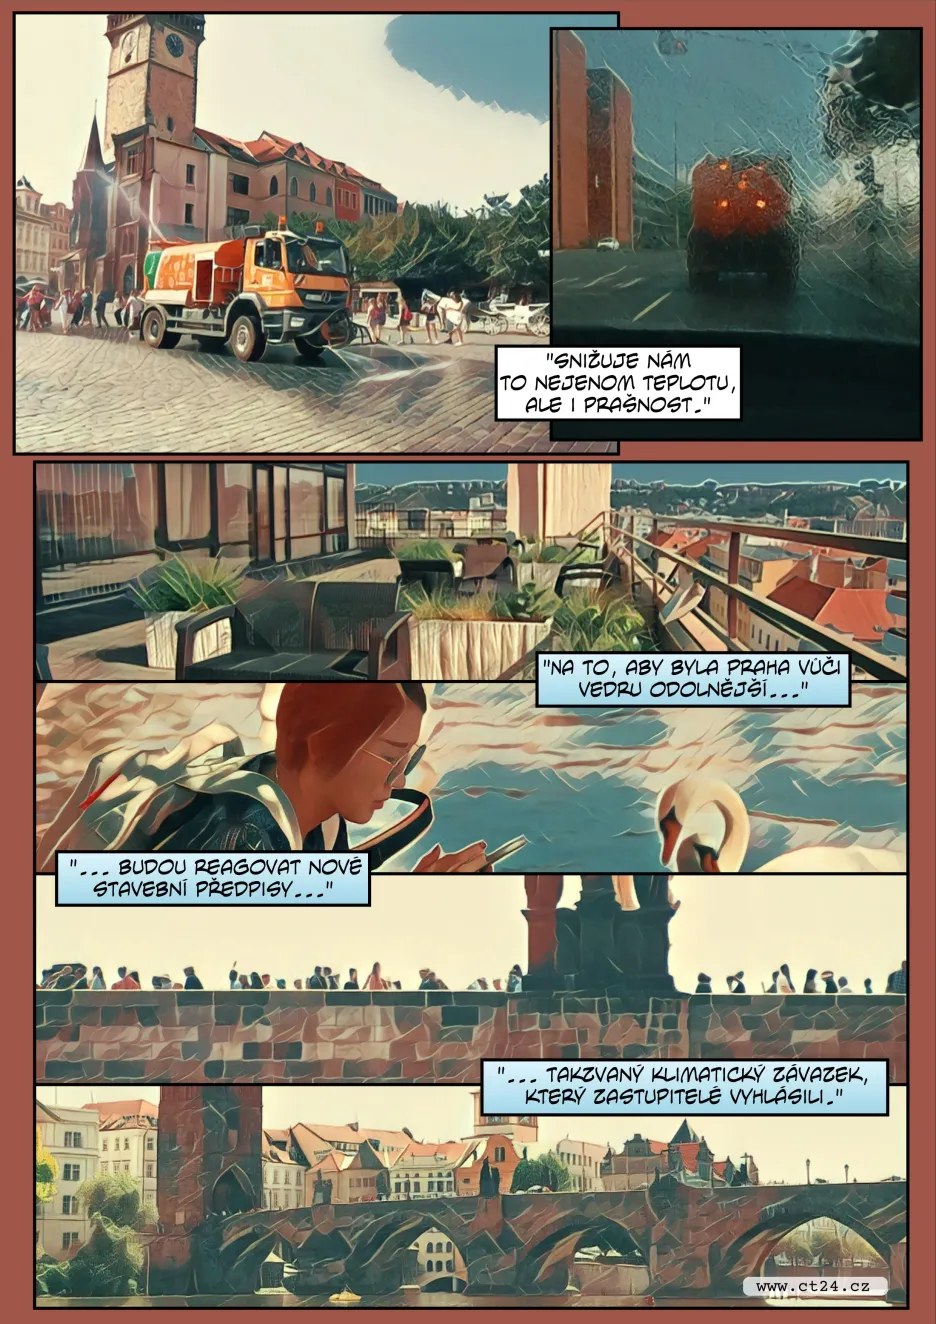 "SNIŽUJE NÁM
TO NEJENOM TEPLOTU,
ALE I PRAŠNOST."
"NA TO, ABY BYLA PRAHA VŮČI
VEDRU ODOLNĚJŠÍ..."
"... BUDOU REAGOVAT NOVÉ
STAVEBNÍ PŘEDPISY..."
"... TAKZVANÝ KLIMATICKÝ ZÁVAZEK,
KTERÝ ZASTUPITELÉ VYHLÁSILI."
www.ct24.cz